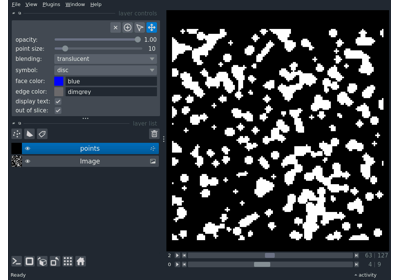 File View Plugins Window Help
layer controls
opacity: 1.00
point size: 10
blending: translucent
symbol: disc
face color: blue
edge color: dimgrey
display text:
out of slice:
layer list
points
Image
2 63 127
0 4 9
Ready activity